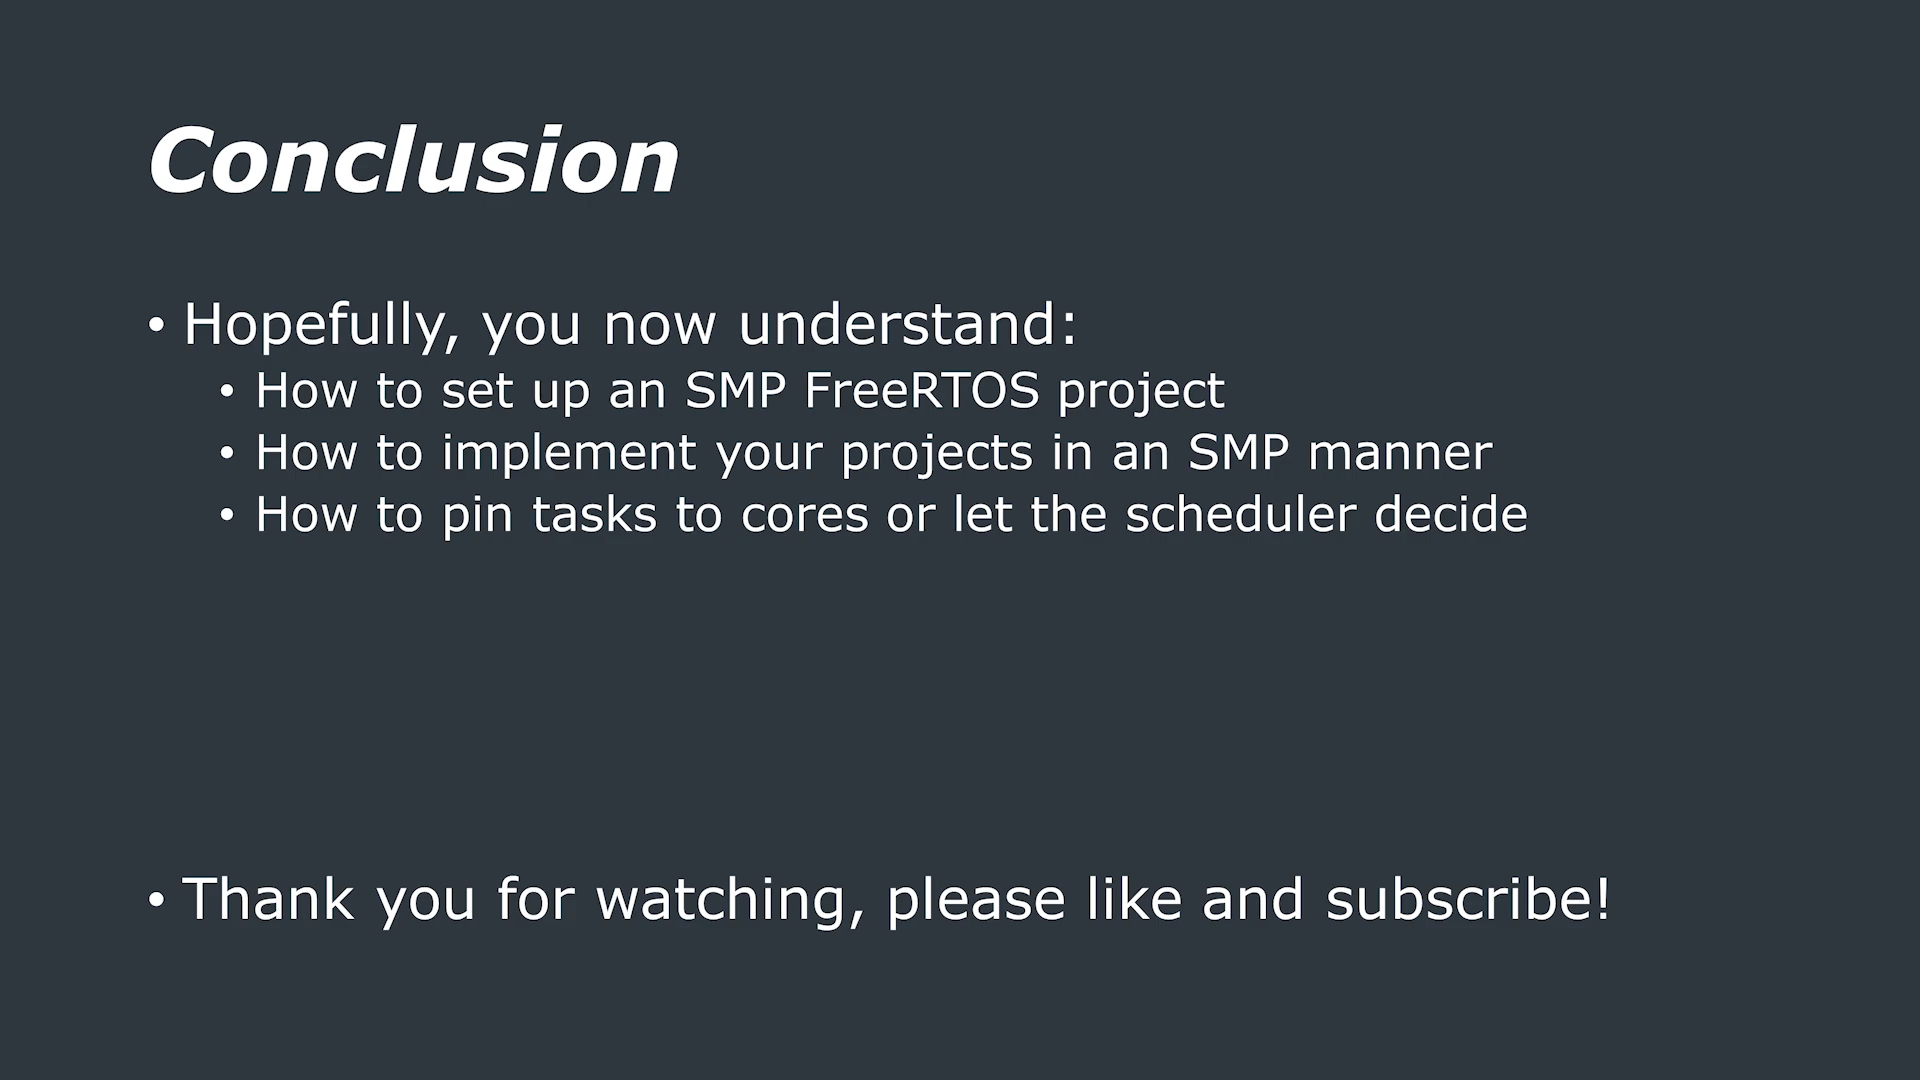 Conclusion
• Hopefully, you now understand:
• How to set up an SMP FreeRTOS project
• How to implement your projects in an SMP manner
• How to pin tasks to cores or let the scheduler decide
• Thank you for watching, please like and subscribe!